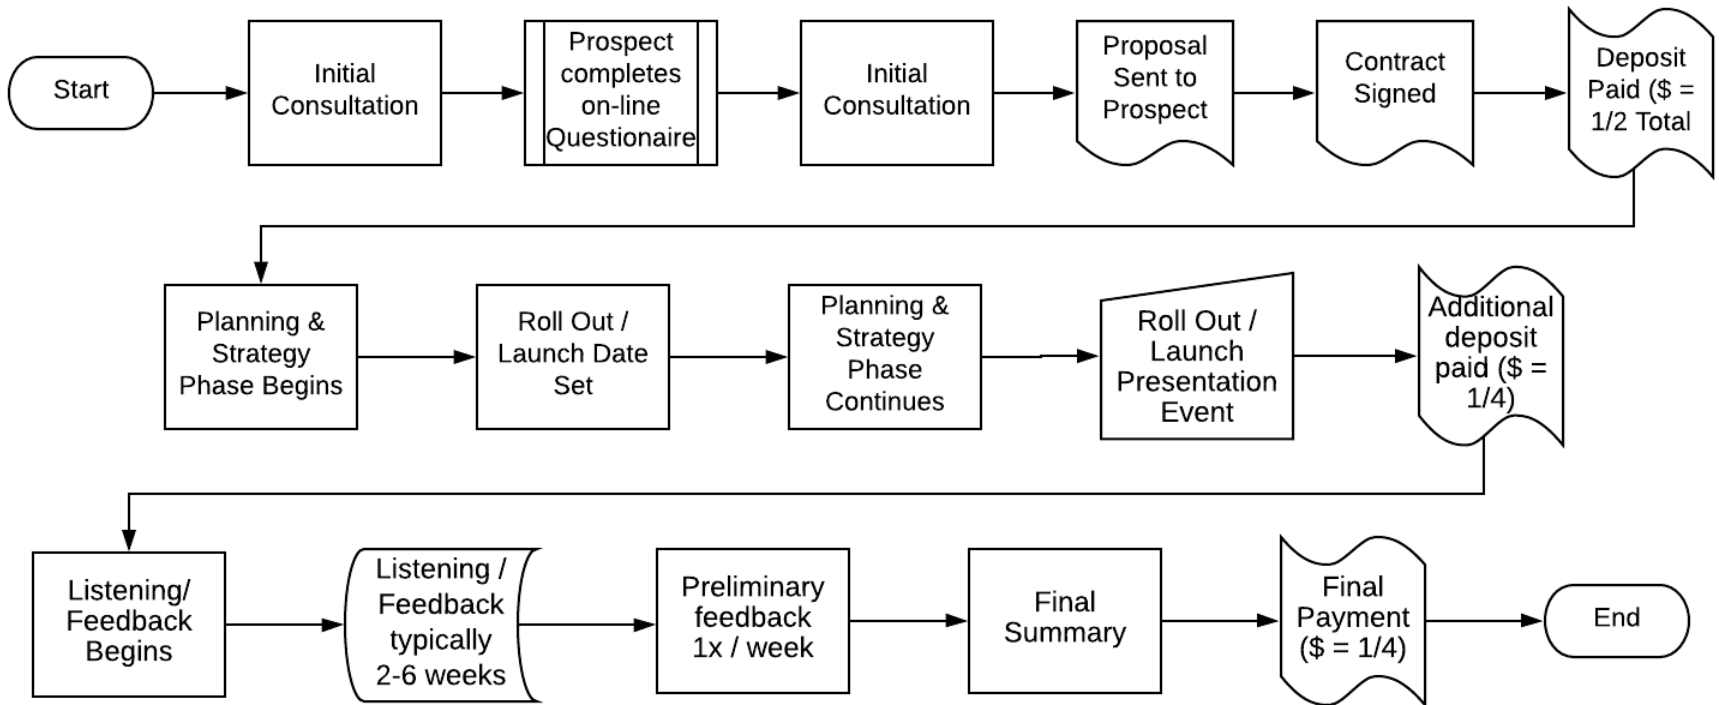 Start
Initial
Consultation
Prospect
completes
on-line
Questionaire
Initial
Consultation
Proposal
Sent to
Prospect
Contract
Signed
Deposit
Paid ($ =
1/2 Total
Planning &
Strategy
Phase Begins
Roll Out /
Launch Date
Set
Planning &
Strategy
Phase
Continues
Roll Out /
Launch
Presentation
Event
Additional
deposit
paid ($ =
1/4)
Listening/
Feedback
Begins
Listening /
Feedback
typically
2-6 weeks
Preliminary
feedback
1x / week
Final
Summary
Final
Payment
($ = 1/4)
End